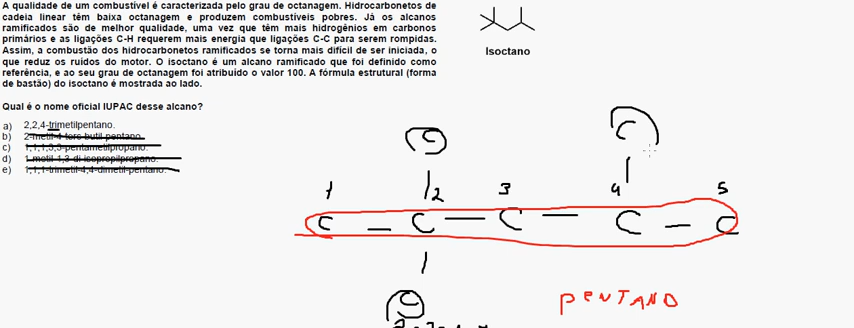 A qualidade de um combustível é caracterizada pelo grau de octanagem. Hidrocarbonetos de
cadeia linear têm baixa octanagem e produzem combustíveis pobres. Já os alcanos
ramificados são de melhor qualidade, uma vez que têm mais hidrogênio em carbonos
primários e as ligações C-H requerem mais energia que ligações C-C para serem rompidas.
Assim, a combustão dos hidrocarbonetos ramificados se torna mais difícil de ser iniciada, o
que reduz os ruídos do motor. O isoctano é um alcano ramificado que foi definido como
referência, e ao seu grau de octanagem foi atribuído o valor 100. A fórmula estrutural (forma
de bastão) do isoctano é mostrada ao lado.
Isoctano
Qual é o nome oficial IUPAC desse alcano?
a) 2,2,4-trimetilpentano.
b) 2-metil-4-terc-butil-pentano.
c) 1,1,1,3,3-pentametilpropano.
d) 1-metil-1,3-di-isopropilpropano.
e) 1,1,1-trimetil-4,4-dimetil-pentano.
C C
1 2 3 4 5
C C C C C
C
PENTANO